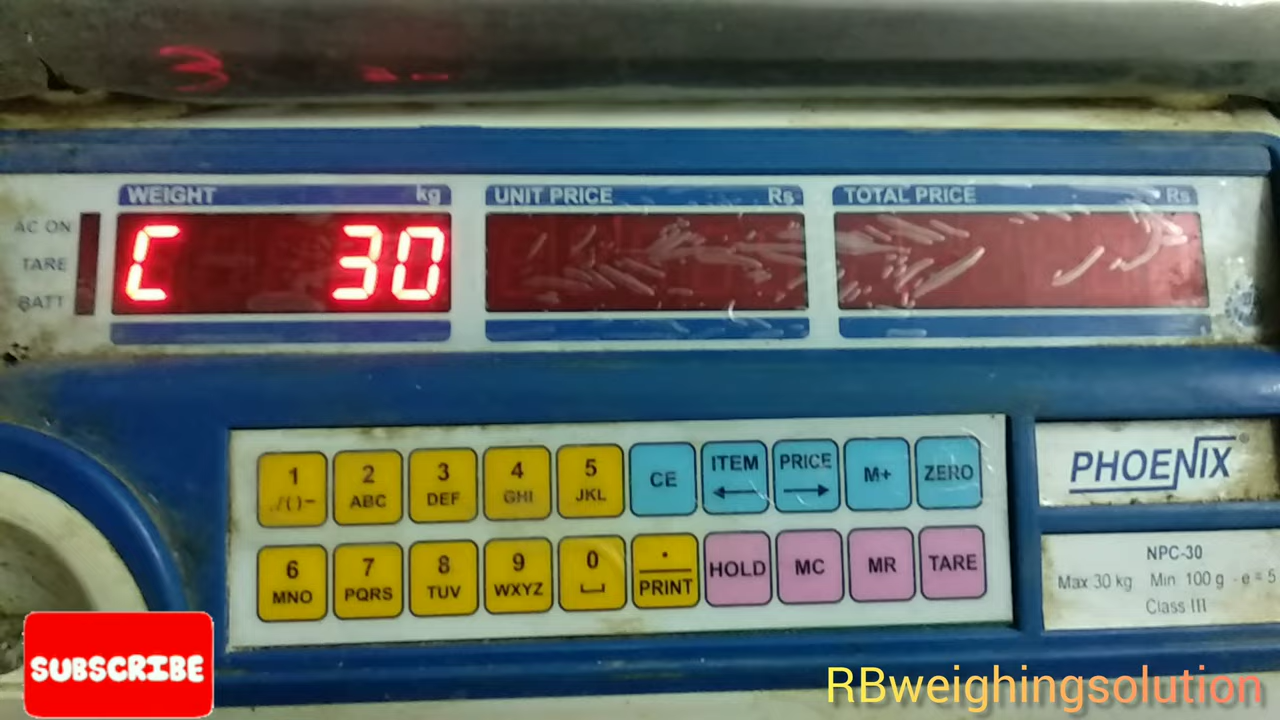 WEIGHT kg UNIT PRICE Rs TOTAL PRICE Rs
AC ON
TARE
BATT
C 30
1 2 3 4 5 CE ITEM PRICE M+ ZERO
./()- ABC DEF GHI JKL ← →
6 7 8 9 0 . HOLD MC MR TARE
MNO PQRS TUV WXYZ ⎵ PRINT
PHOENIX®
NPC-30
Max 30 kg Min 100 g - e = 5
Class III
SUBSCRIBE
RBweighingsolution